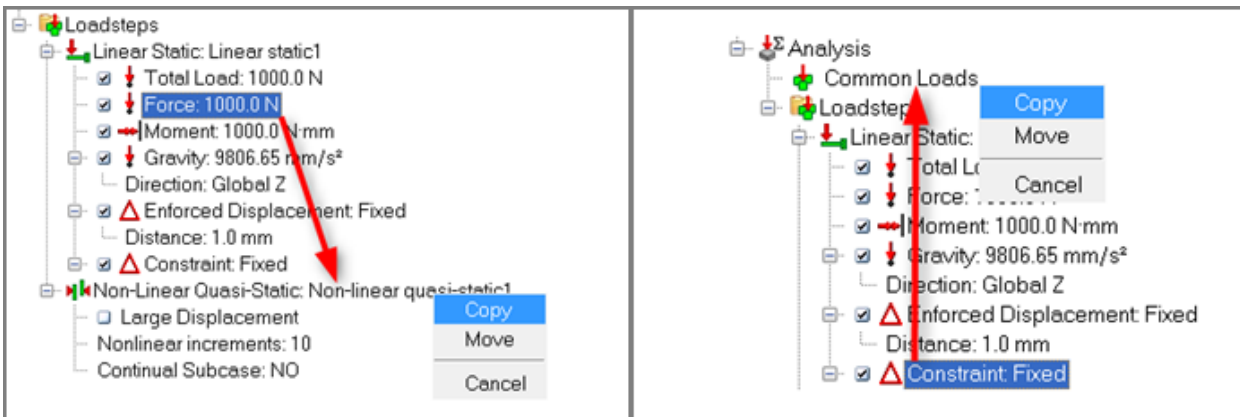 Loadsteps
Linear Static: Linear static1
Total Load: 1000.0 N
Force: 1000.0 N
Moment: 1000.0 N·mm
Gravity: 9806.65 mm/s²
Direction: Global Z
Enforced Displacement: Fixed
Distance: 1.0 mm
Constraint: Fixed
Non-Linear Quasi-Static: Non-linear quasi-static1
Large Displacement
Nonlinear increments: 10
Continual Subcase: NO
Copy
Move
Cancel
Analysis
Common Loads
Loadstep
Linear Static:
Total Lo
Force:
Moment: 1000.0 N·mm
Gravity: 9806.65 mm/s²
Direction: Global Z
Enforced Displacement: Fixed
Distance: 1.0 mm
Constraint: Fixed
Copy
Move
Cancel